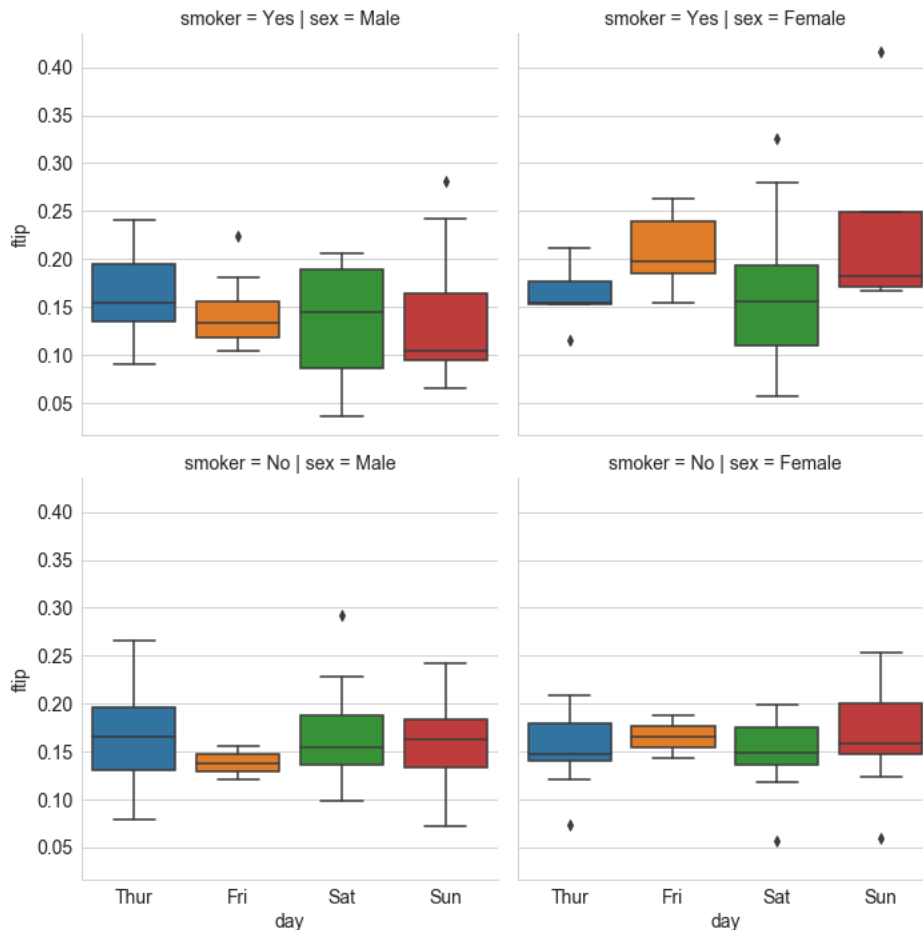 smoker = Yes | sex = Male
smoker = Yes | sex = Female
0.40
0.35
0.30
0.25
0.20
0.15
0.10
0.05
ftip
smoker = No | sex = Male
smoker = No | sex = Female
0.40
0.35
0.30
0.25
0.20
0.15
0.10
0.05
ftip
Thur Fri Sat Sun
day
Thur Fri Sat Sun
day